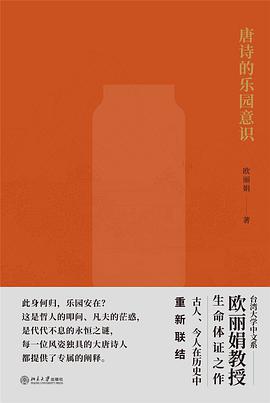 唐诗的乐园意识
欧丽娟 著
台湾大学中文系
欧丽娟教授
生命体证之作
古人、今人在历史中
重新联结
此身何归，乐园安在？
这是哲人的叩问、凡夫的茫惑，
是代代不息的永恒之谜，
每一位风姿独具的大唐诗人
都提供了专属的阐释。
北京大学出版社